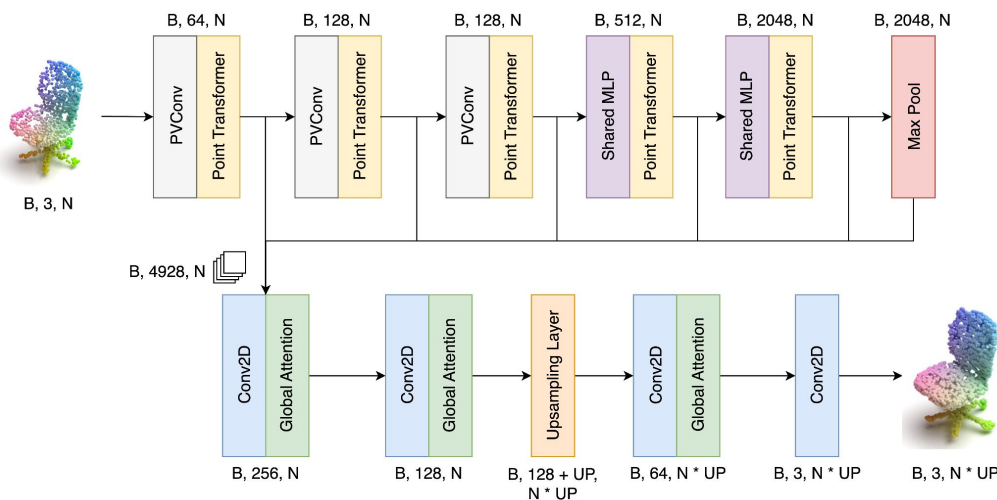 B, 64, N
B, 128, N
B, 128, N
B, 512, N
B, 2048, N
B, 2048, N
PVConv
Point Transformer
PVConv
Point Transformer
PVConv
Point Transformer
Shared MLP
Point Transformer
Shared MLP
Point Transformer
Max Pool
B, 3, N
B, 4928, N
Conv2D
Global Attention
Conv2D
Global Attention
Upsampling Layer
Conv2D
Global Attention
Conv2D
B, 256, N
B, 128, N
B, 128 + UP,
N * UP
B, 64, N * UP
B, 3, N * UP
B, 3, N * UP